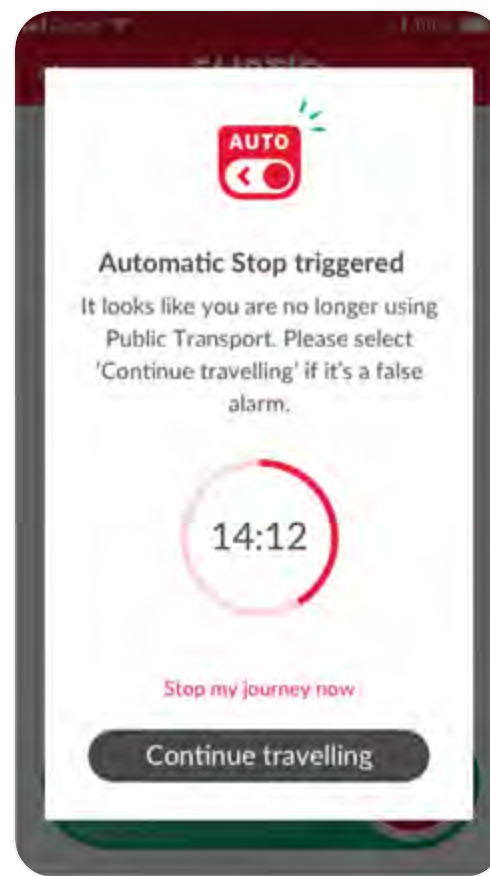 AUTO
Automatic Stop triggered
It looks like you are no longer using
Public Transport. Please select
'Continue travelling' if it's a false
alarm.
14:12
Stop my journey now
Continue travelling